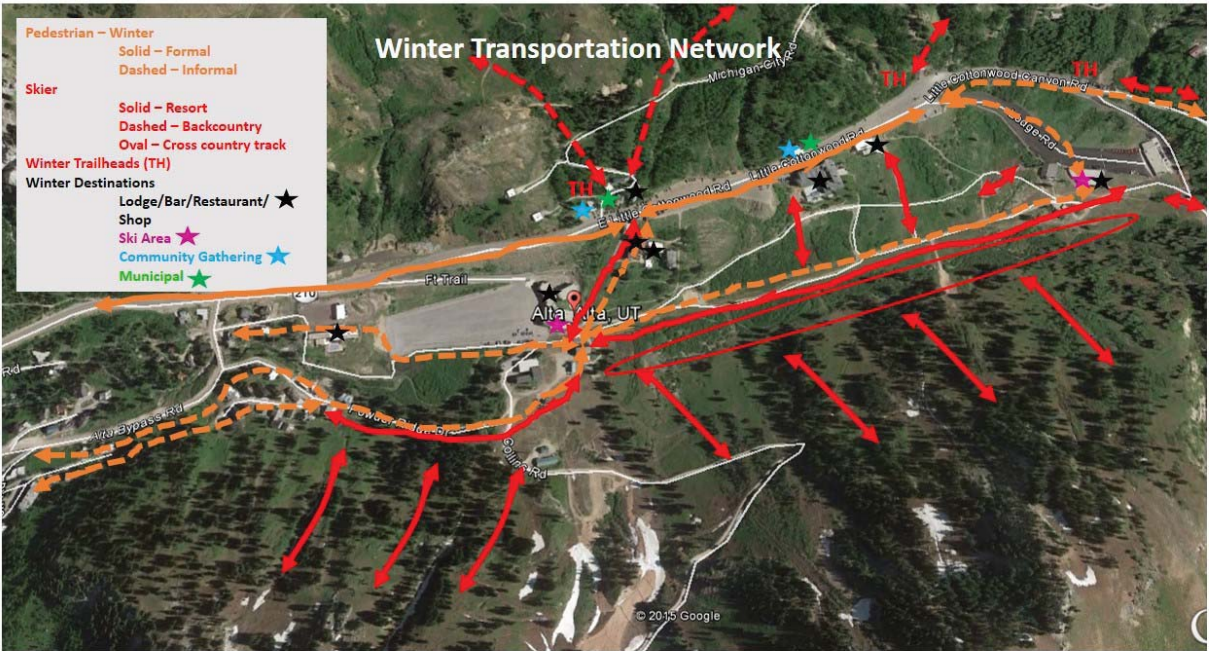 Pedestrian – Winter
Solid – Formal
Dashed – Informal
Skier
Solid – Resort
Dashed – Backcountry
Oval – Cross country track
Winter Trailheads (TH)
Winter Destinations
Lodge/Bar/Restaurant/
Shop
Ski Area
Community Gathering
Municipal
Winter Transportation Network
Michigan City Rd
TH
Little Cottonwood Canyon Rd
TH
Little Cottonwood Rd
TH
E Little Cottonwood Rd
Ft Trail
210
Alta Alta, UT
Rd
Alta Bypass Rd
Collins Rd
© 2015 Google